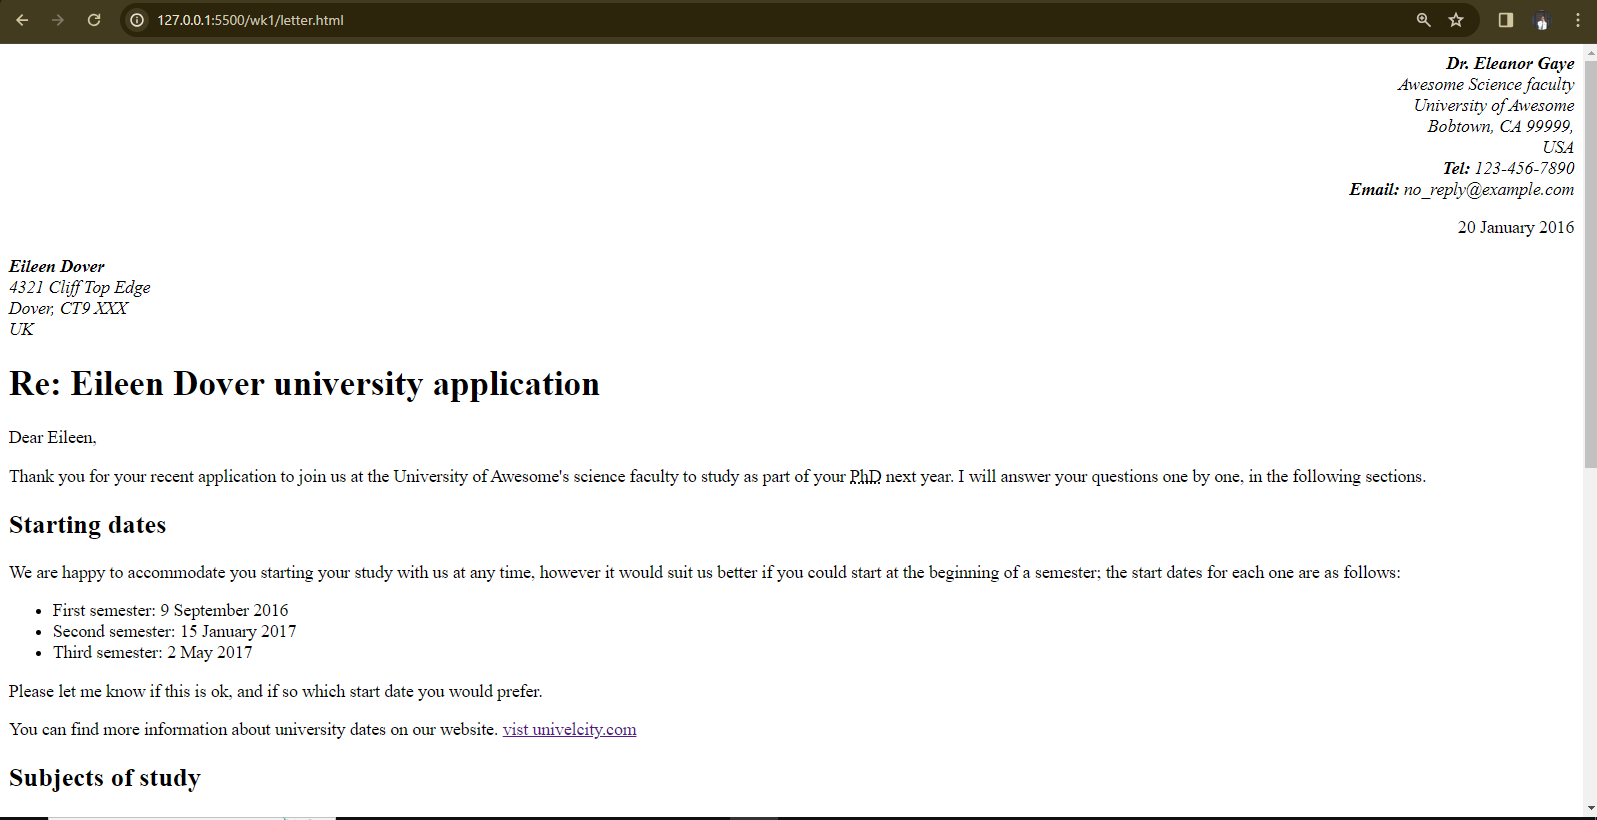 127.0.0.1:5500/wk1/letter.html
Dr. Eleanor Gaye
Awesome Science faculty
University of Awesome
Bobtown, CA 99999,
USA
Tel: 123-456-7890
Email: no_reply@example.com
20 January 2016
Eileen Dover
4321 Cliff Top Edge
Dover, CT9 XXX
UK
Re: Eileen Dover university application
Dear Eileen,
Thank you for your recent application to join us at the University of Awesome's science faculty to study as part of your PhD next year. I will answer your questions one by one, in the following sections.
Starting dates
We are happy to accommodate you starting your study with us at any time, however it would suit us better if you could start at the beginning of a semester; the start dates for each one are as follows:
• First semester: 9 September 2016
• Second semester: 15 January 2017
• Third semester: 2 May 2017
Please let me know if this is ok, and if so which start date you would prefer.
You can find more information about university dates on our website. vist univelcity.com
Subjects of study